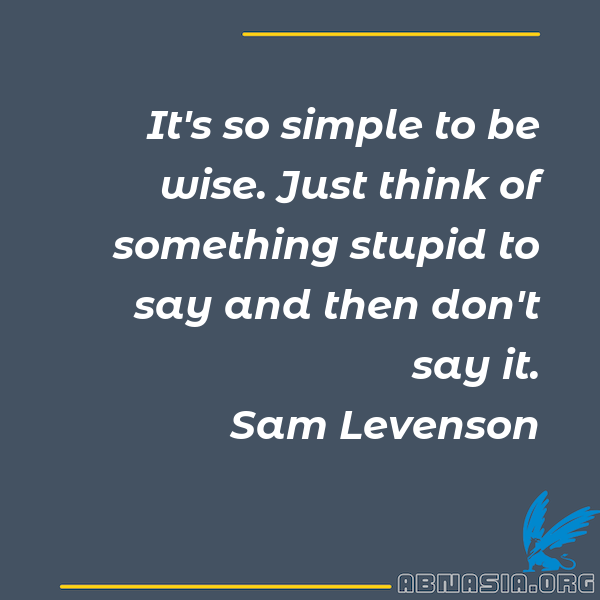 It's so simple to be
wise. Just think of
something stupid to
say and then don't
say it.
Sam Levenson
ABNASIA.ORG